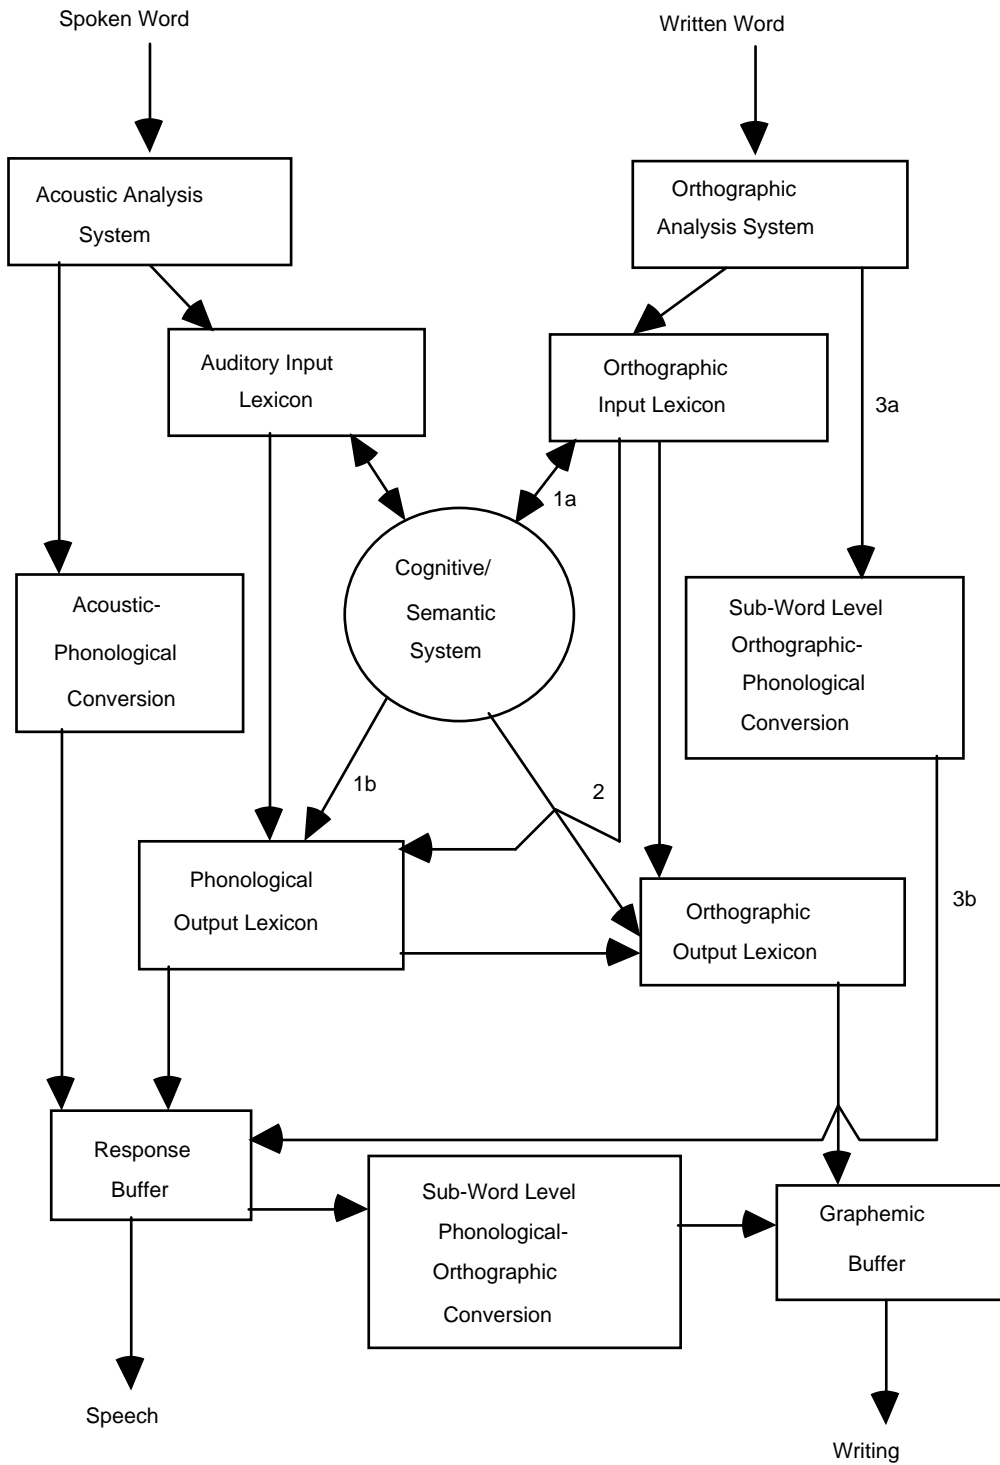 Spoken Word
Written Word
Acoustic Analysis
System
Orthographic
Analysis System
Auditory Input
Lexicon
Orthographic
Input Lexicon
3a
1a
Cognitive/
Semantic
System
Acoustic-
Phonological
Conversion
Sub-Word Level
Orthographic-
Phonological
Conversion
1b
2
Phonological
Output Lexicon
Orthographic
Output Lexicon
3b
Response
Buffer
Sub-Word Level
Phonological-
Orthographic
Conversion
Graphemic
Buffer
Speech
Writing